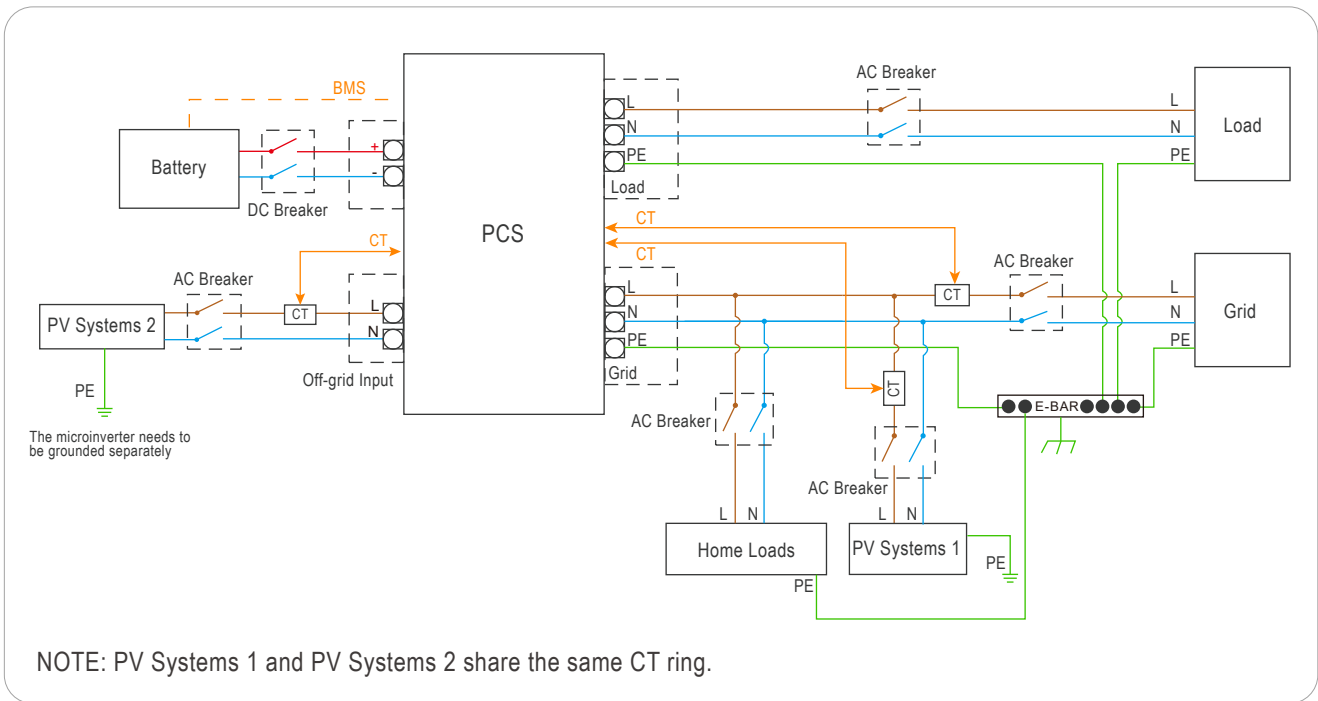 BMS
Battery
DC Breaker
+
-
PCS
L
N
PE
Load
AC Breaker
L
N
PE
Load
CT
CT
CT
AC Breaker
PV Systems 2
CT
L
N
Off-grid Input
PE
The microinverter needs to
be grounded separately
L
N
PE
Grid
CT
AC Breaker
L
N
PE
Grid
CT
E-BAR
AC Breaker
AC Breaker
L N
L N
Home Loads
PV Systems 1
PE
PE
NOTE: PV Systems 1 and PV Systems 2 share the same CT ring.